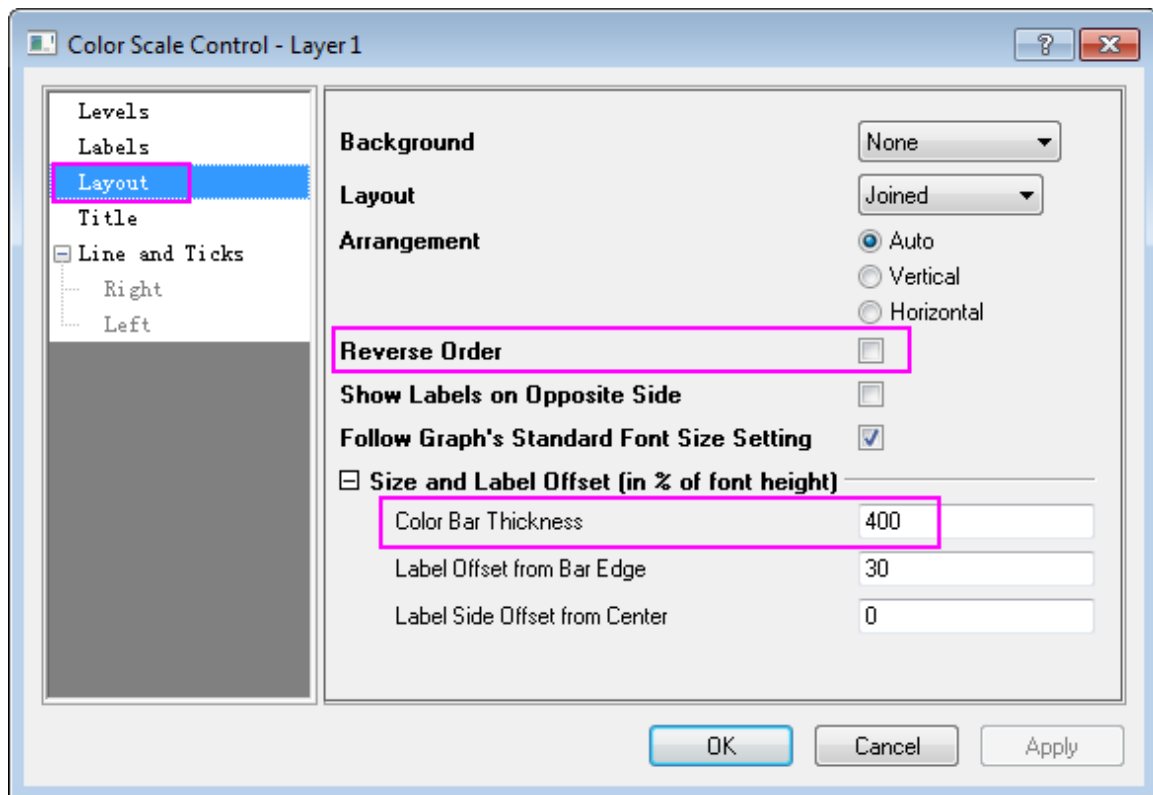 Color Scale Control - Layer 1
Levels
Labels
Layout
Title
Line and Ticks
Right
Left
Background
None
Layout
Joined
Arrangement
Auto
Vertical
Horizontal
Reverse Order
Show Labels on Opposite Side
Follow Graph's Standard Font Size Setting
Size and Label Offset (in % of font height)
Color Bar Thickness
400
Label Offset from Bar Edge
30
Label Side Offset from Center
0
OK
Cancel
Apply